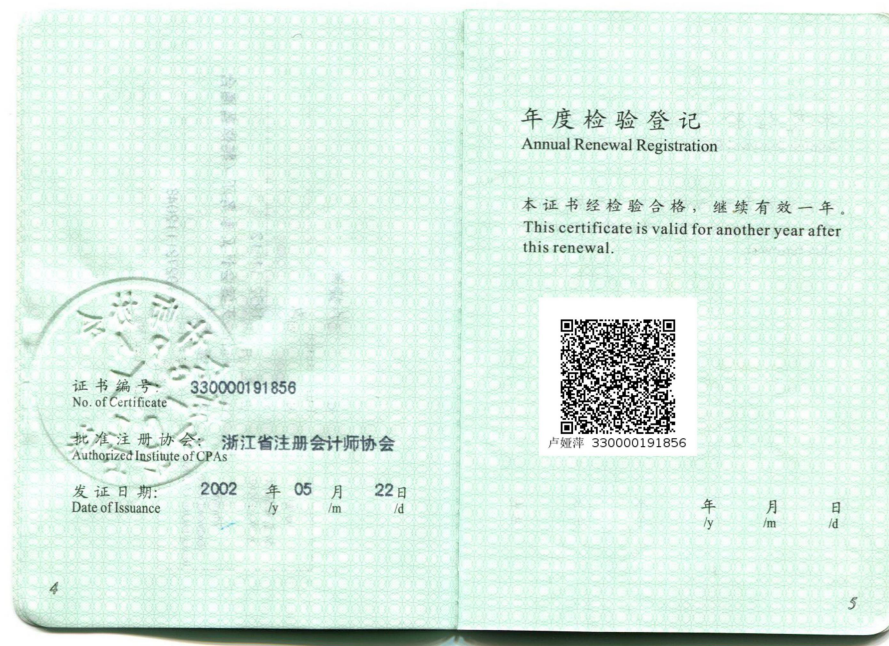 证书编号: 330000191856
No. of Certificate
批准注册协会: 浙江省注册会计师协会
Authorized Institute of CPAs
发证日期: 2002 年 05 月 22日
Date of Issuance /y /m /d
4
年度检验登记
Annual Renewal Registration
本证书经检验合格，继续有效一年。
This certificate is valid for another year after
this renewal.
卢娅萍 330000191856
年 月 日
/y /m /d
5